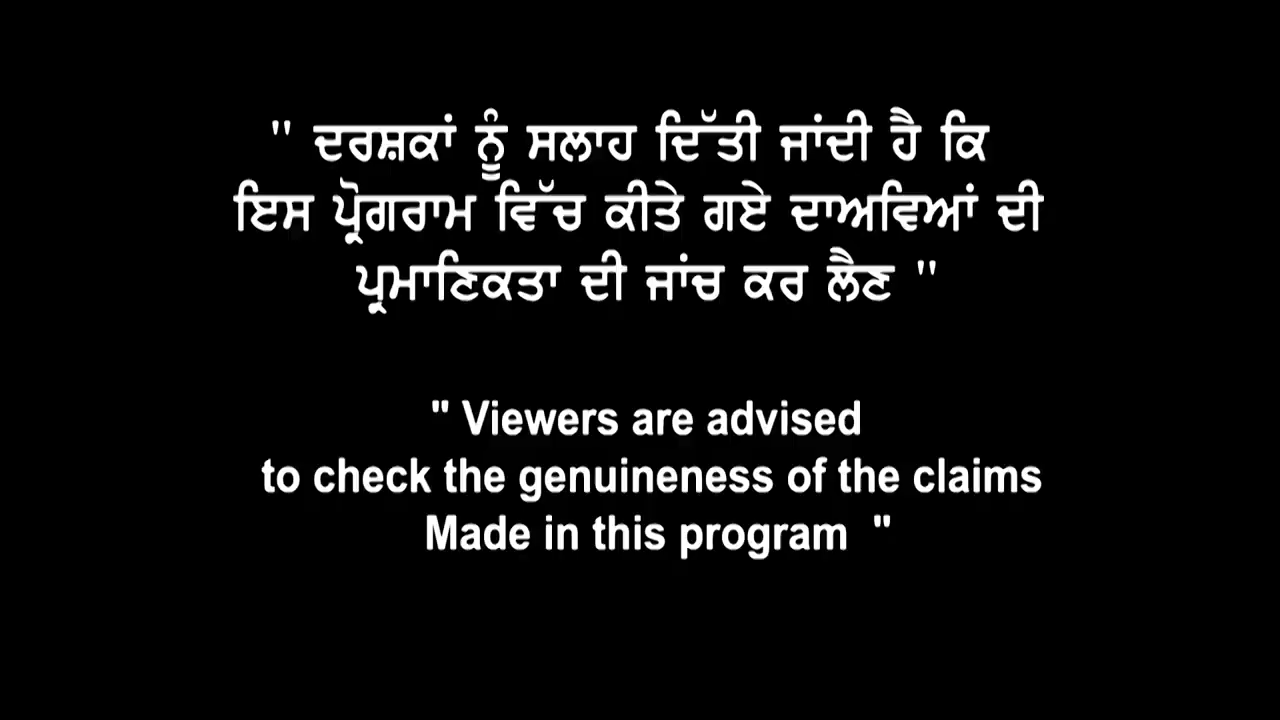 " ਦਰਸ਼ਕਾਂ ਨੂੰ ਸਲਾਹ ਦਿੱਤੀ ਜਾਂਦੀ ਹੈ ਕਿ
ਇਸ ਪ੍ਰੋਗਰਾਮ ਵਿੱਚ ਕੀਤੇ ਗਏ ਦਾਅਵਿਆਂ ਦੀ
ਪ੍ਰਮਾਣਿਕਤਾ ਦੀ ਜਾਂਚ ਕਰ ਲੈਣ "
" Viewers are advised
to check the genuineness of the claims
Made in this program "